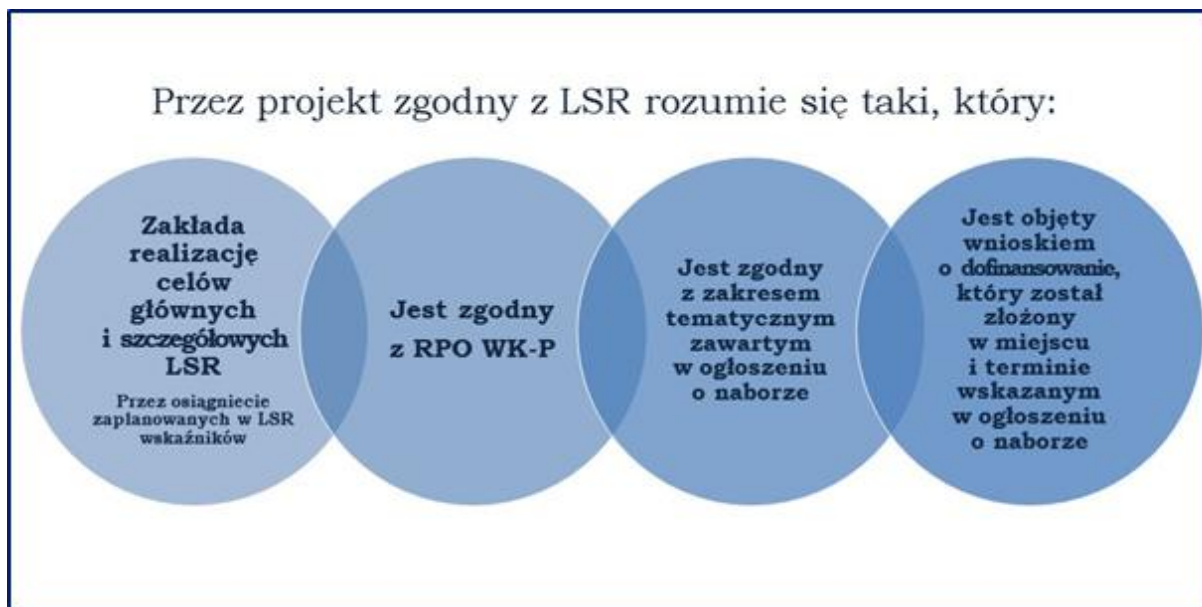 Przez projekt zgodny z LSR rozumie się taki, który:
Zakłada
realizację
celów
głównych
i szczegółowych
LSR
Przez osiągniecie
zaplanowanych w LSR
wskaźników
Jest zgodny
z RPO WK-P
Jest zgodny
z zakresem
tematycznym
zawartym
w ogłoszeniu
o naborze
Jest objęty
wnioskiem
o dofinansowanie,
który został
złożony
w miejscu
i terminie
wskazanym
w ogłoszeniu
o naborze